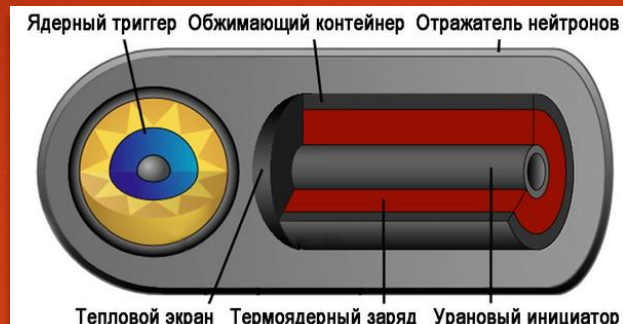 Ядерный триггер Обжимающий контейнер Отражатель нейтронов
Тепловой экран Термоядерный заряд Урановый инициатор